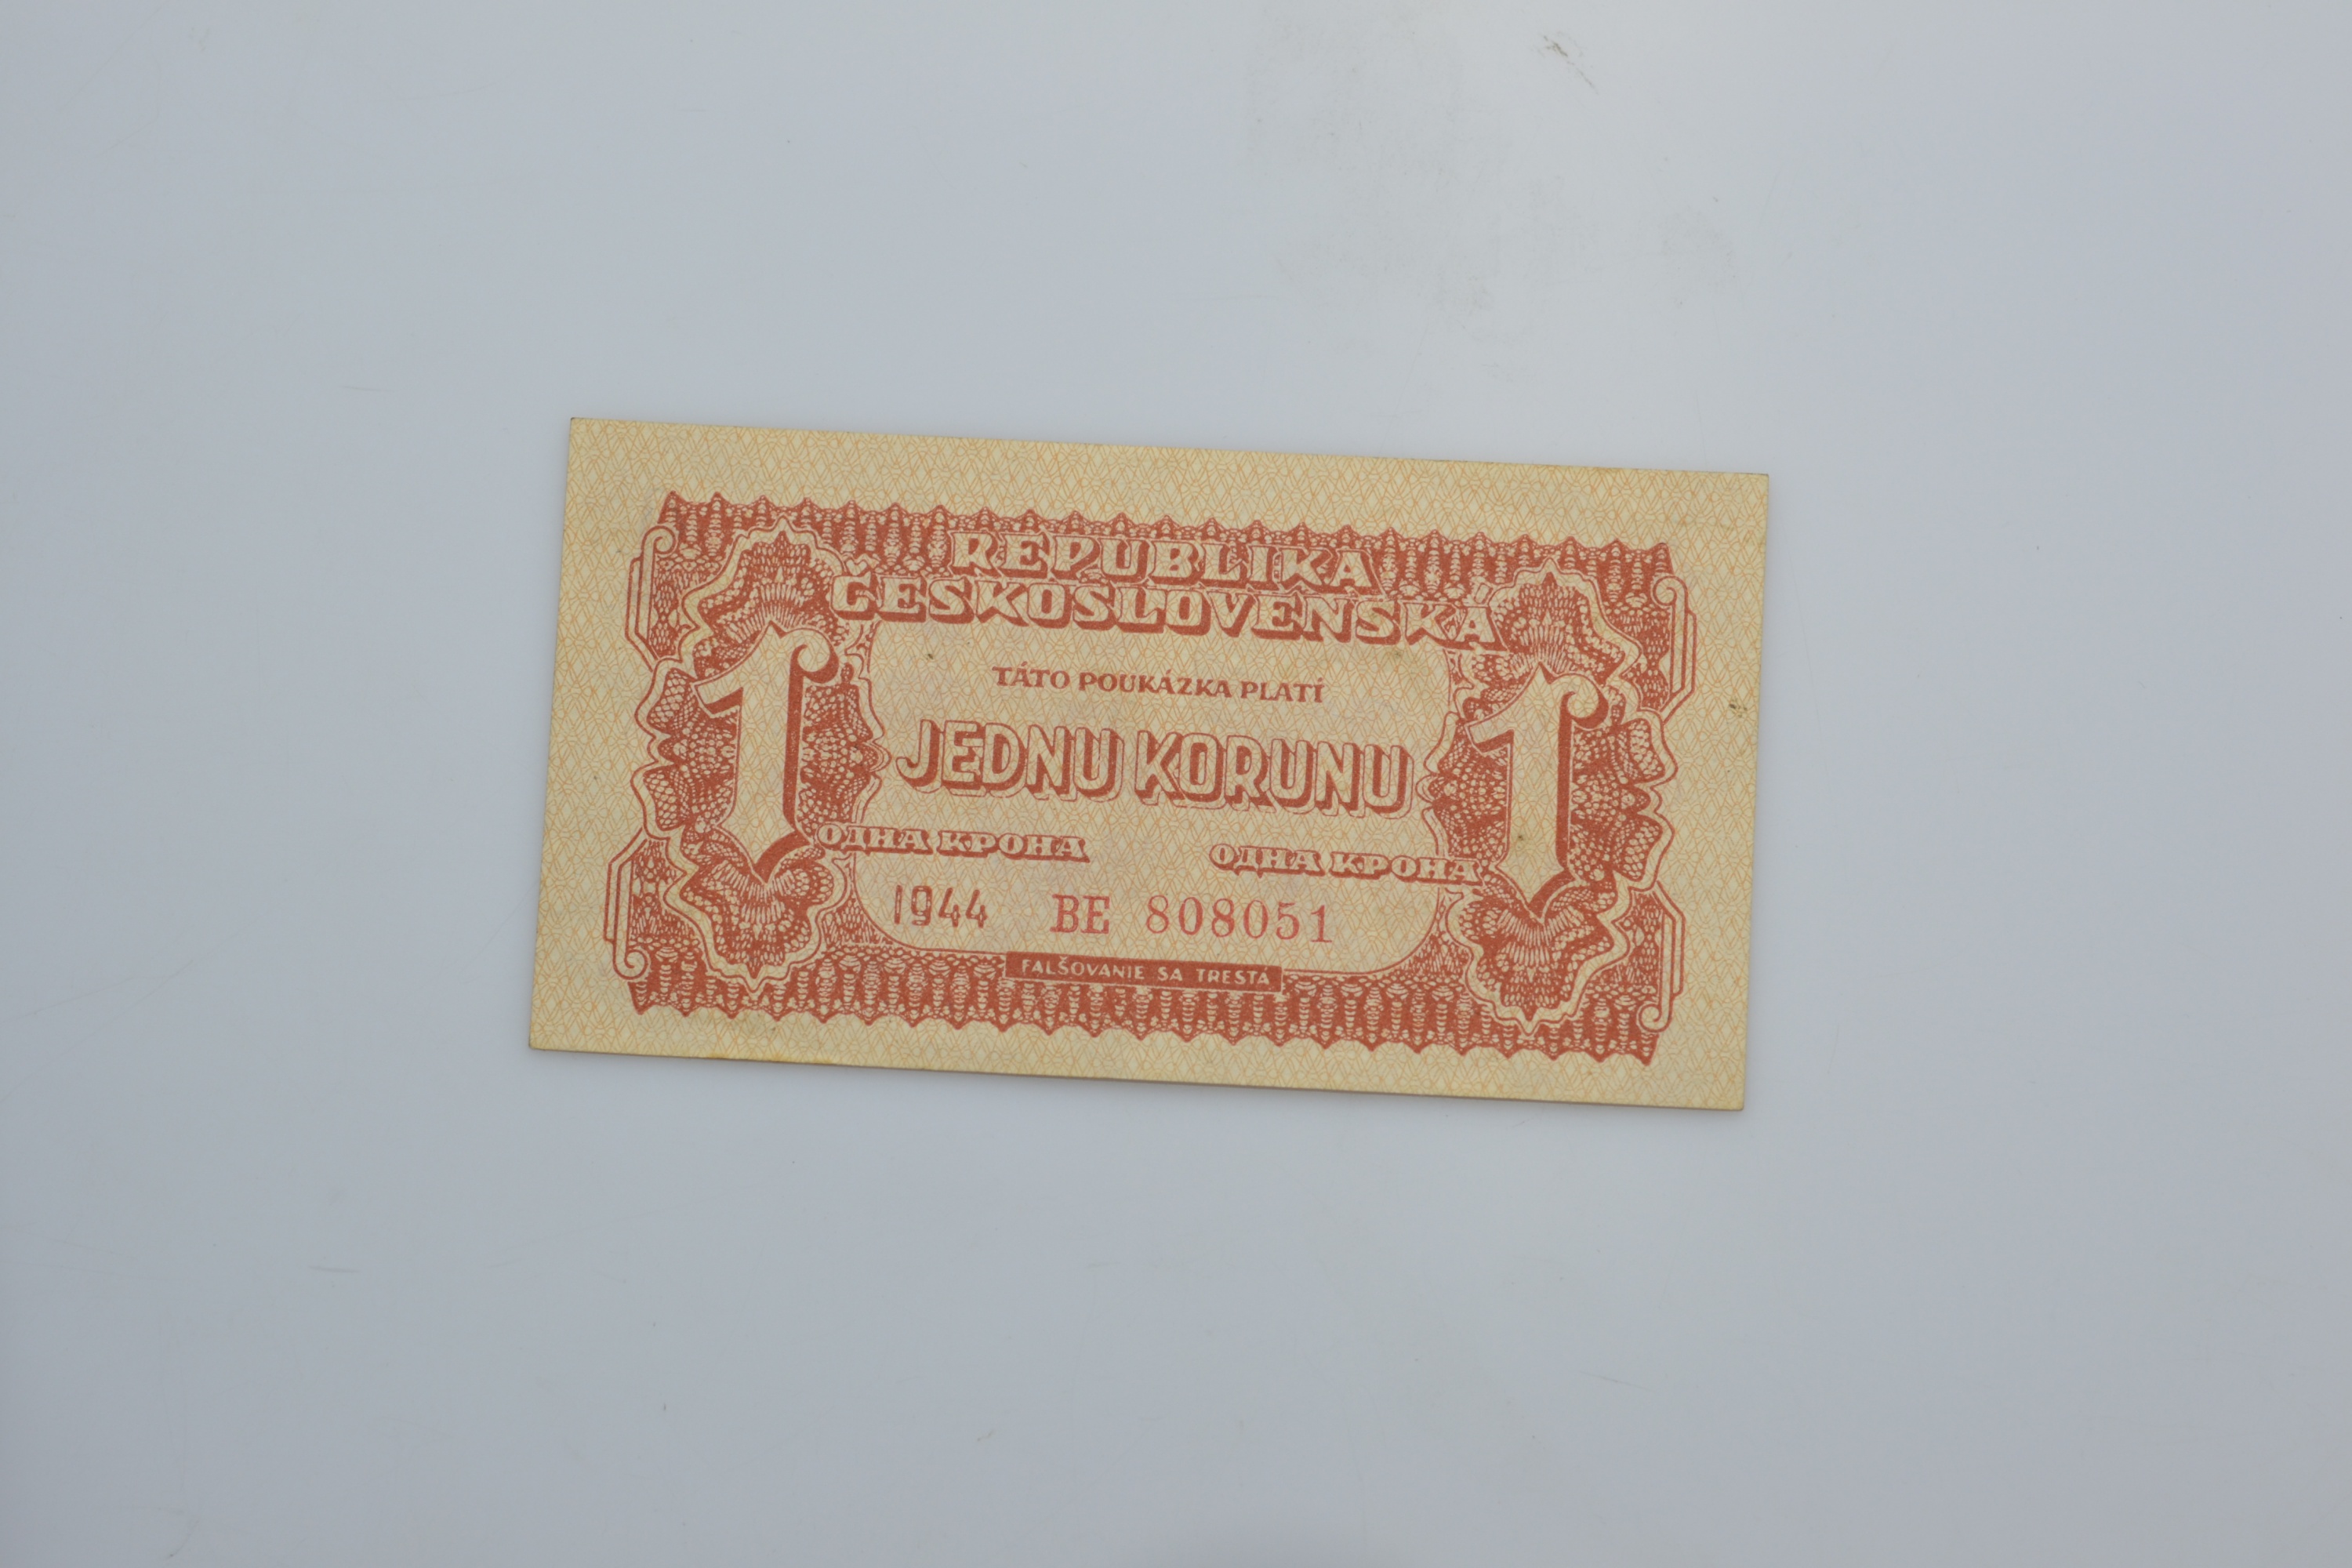 REPUBLIKA
ČESKOSLOVENSKÁ
TÁTO POUKÁZKA PLATÍ
1 JEDNU KORUNU 1
ОДНА КРОНА ОДНА КРОНА
1944 BE 808051
FALŠOVANIE SA TRESTÁ